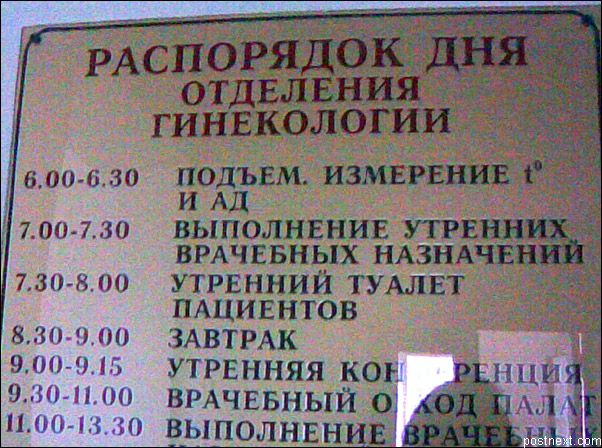 РАСПОРЯДОК ДНЯ
ОТДЕЛЕНИЯ
ГИНЕКОЛОГИИ
6.00-6.30 ПОДЪЕМ. ИЗМЕРЕНИЕ t°
И АД
7.00-7.30 ВЫПОЛНЕНИЕ УТРЕННИХ
ВРАЧЕБНЫХ НАЗНАЧЕНИЙ
7.30-8.00 УТРЕННИЙ ТУАЛЕТ
ПАЦИЕНТОВ
8.30-9.00 ЗАВТРАК
9.00-9.15 УТРЕННЯЯ
9.30-11.00 ВРАЧЕБНЫЙ ПАЛАТ
11.00-13.30 ВЫПОЛНЕНИЕ
postnext.com